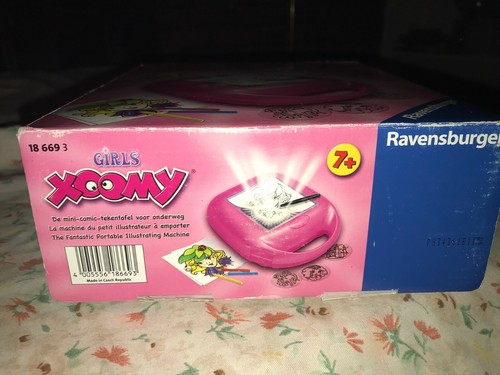 Ravensburger
18 669 3
GiRLS
XOOMY®
7+
De mini-comic-tekentafel voor onderweg
La machine du petit illustrateur à emporter
The Fantastic Portable Illustrating Machine
4 005556 186693
Made in Czech Republic